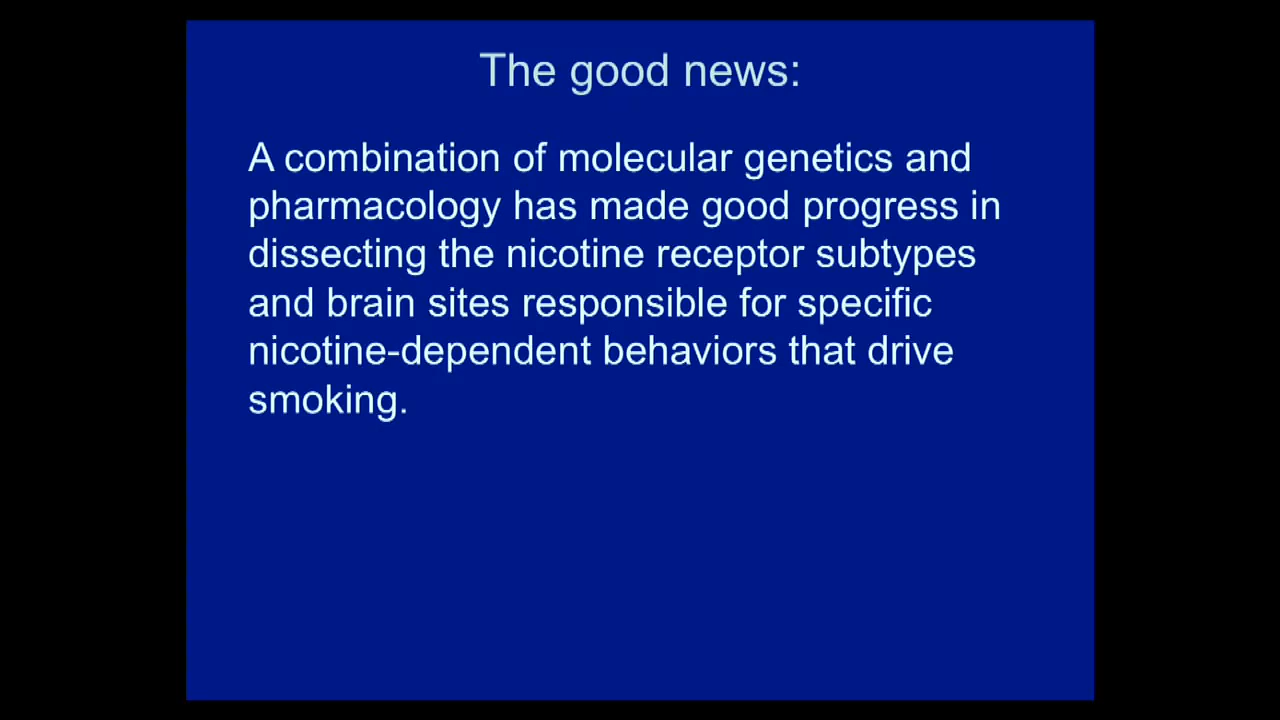 The good news:
A combination of molecular genetics and
pharmacology has made good progress in
dissecting the nicotine receptor subtypes
and brain sites responsible for specific
nicotine-dependent behaviors that drive
smoking.